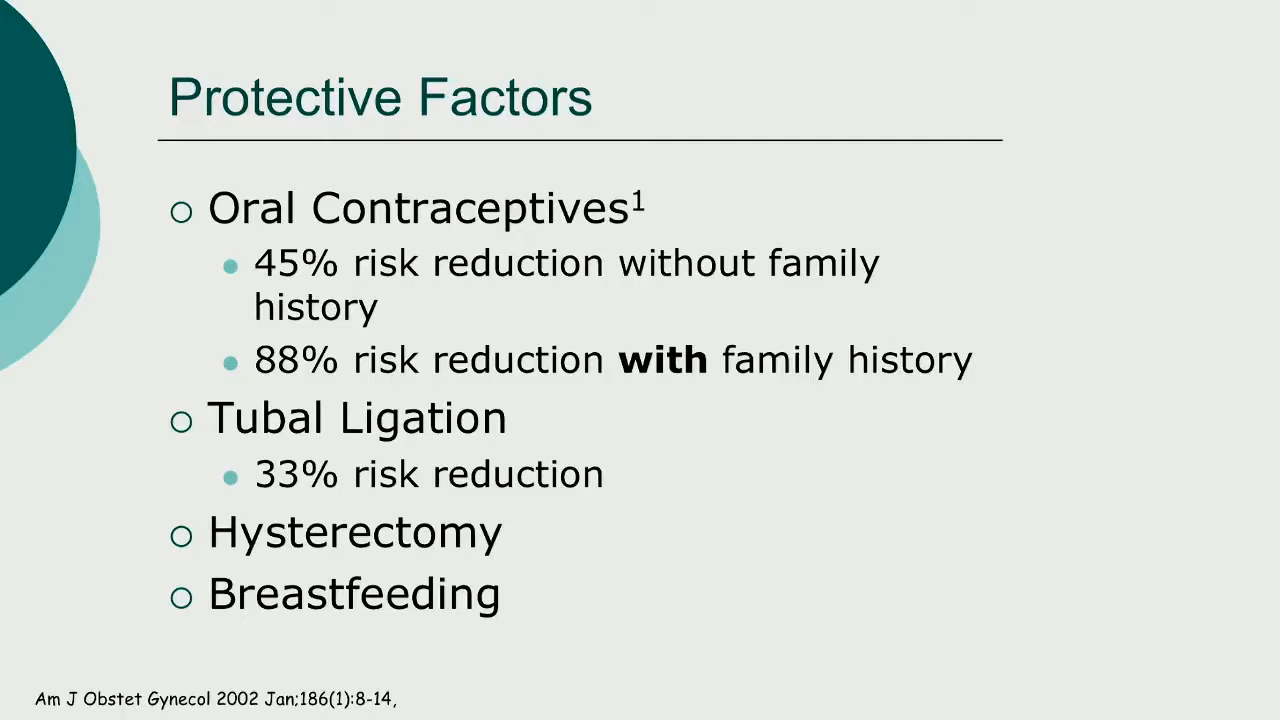 Protective Factors
Oral Contraceptives¹
45% risk reduction without family
history
88% risk reduction with family history
Tubal Ligation
33% risk reduction
Hysterectomy
Breastfeeding
Am J Obstet Gynecol 2002 Jan;186(1):8-14,